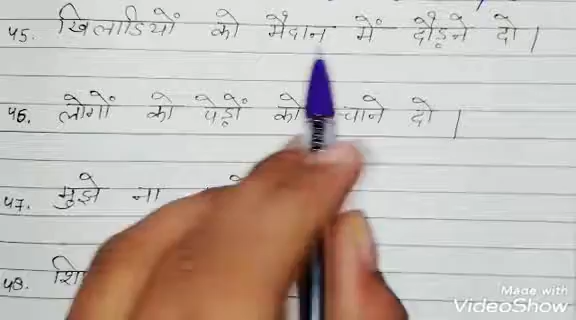 45. खिलाडियों को मैदान में दौड़ने दो।
46. लोगों को पेड़ों को चाने दो।
47. मुझे ना
48.
Made with
VideoShow